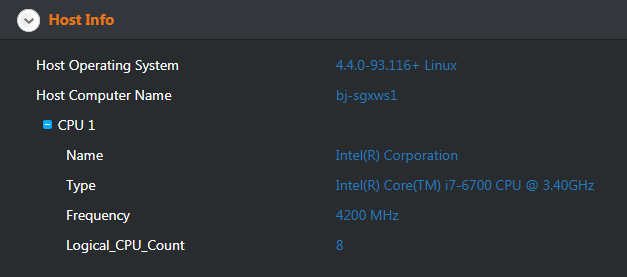 Host Info
Host Operating System 4.4.0-93.116+ Linux
Host Computer Name bj-sgxws1
CPU 1
Name Intel(R) Corporation
Type Intel(R) Core(TM) i7-6700 CPU @ 3.40GHz
Frequency 4200 MHz
Logical_CPU_Count 8